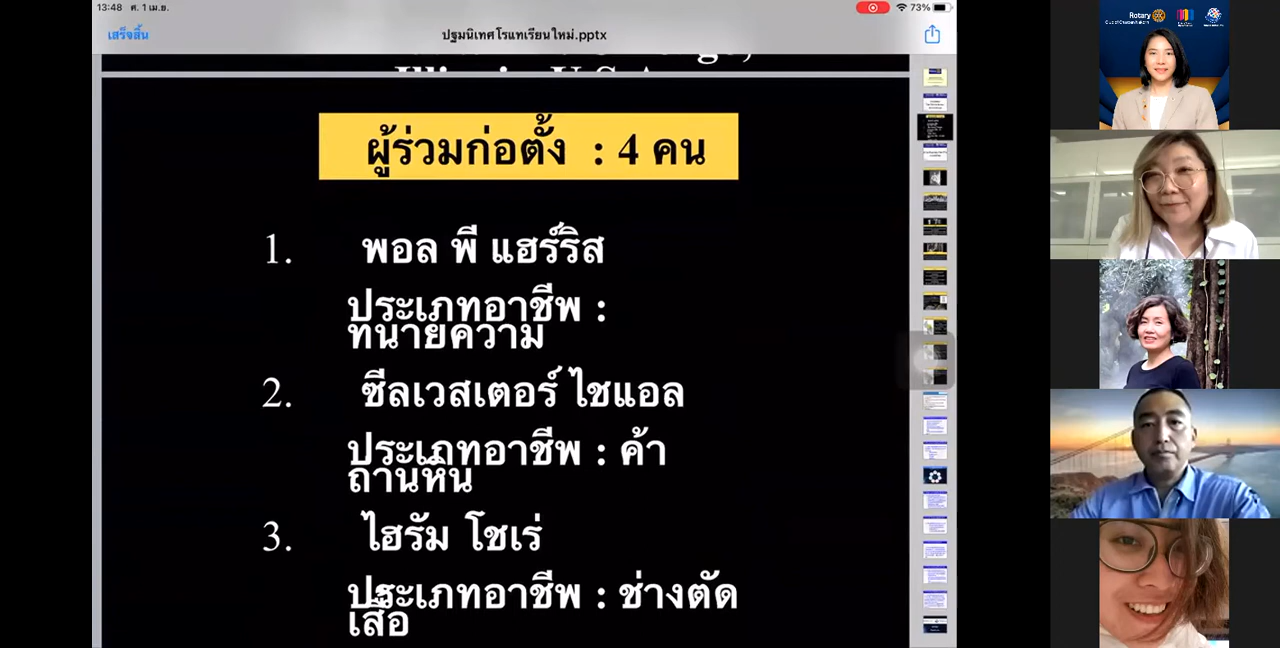 13:48 ศ. 1 เม.ย.
73%
เสร็จสิ้น
ปฐมนิเทศโรแทเรียนใหม่.pptx
ผู้ร่วมก่อตั้ง : 4 คน
1. พอล พี แฮร์ริส
ประเภทอาชีพ :
ทนายความ
2. ซีลเวสเตอร์ ไชแอล
ประเภทอาชีพ : ค้า
ถ่านหิน
3. ไฮรัม โชเร่
ประเภทอาชีพ : ช่างตัด
เสื้อ
Rotary